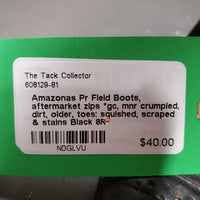 The Tack Collector
608129-81
Amazonas Pr Field Boots,
aftermarket zips *gc, mnr crumpled,
dirt, older, toes: squished, scraped
& stains Black 8R
NDGLVU
$40.00